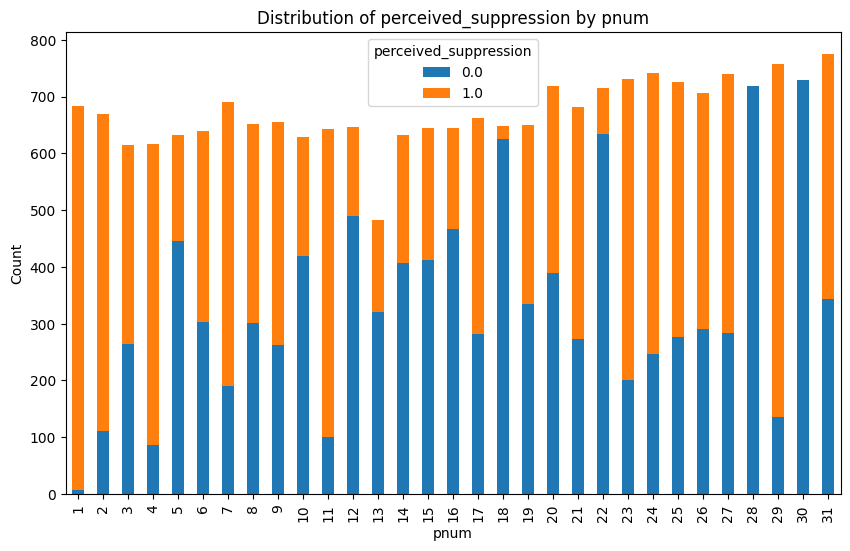 Distribution of perceived_suppression by pnum
perceived_suppression
0.0
1.0
Count
800
700
600
500
400
300
200
100
0
1 2 3 4 5 6 7 8 9 10 11 12 13 14 15 16 17 18 19 20 21 22 23 24 25 26 27 28 29 30 31
pnum